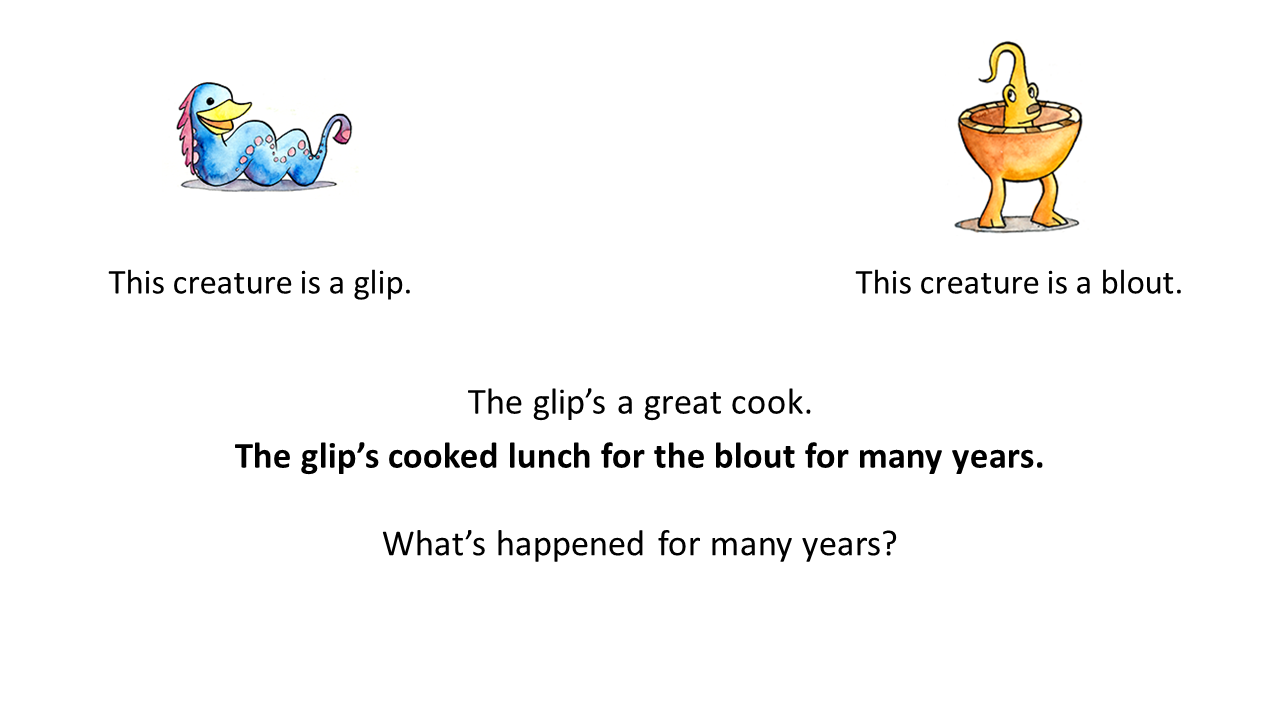 This creature is a glip.
This creature is a blout.
The glip’s a great cook.
The glip’s cooked lunch for the blout for many years.
What’s happened for many years?